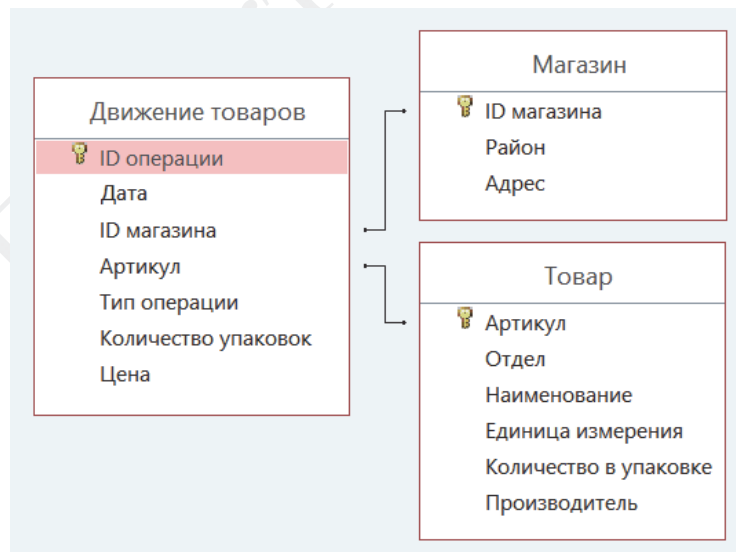 Движение товаров
ID операции
Дата
ID магазина
Артикул
Тип операции
Количество упаковок
Цена
Магазин
ID магазина
Район
Адрес
Товар
Артикул
Отдел
Наименование
Единица измерения
Количество в упаковке
Производитель